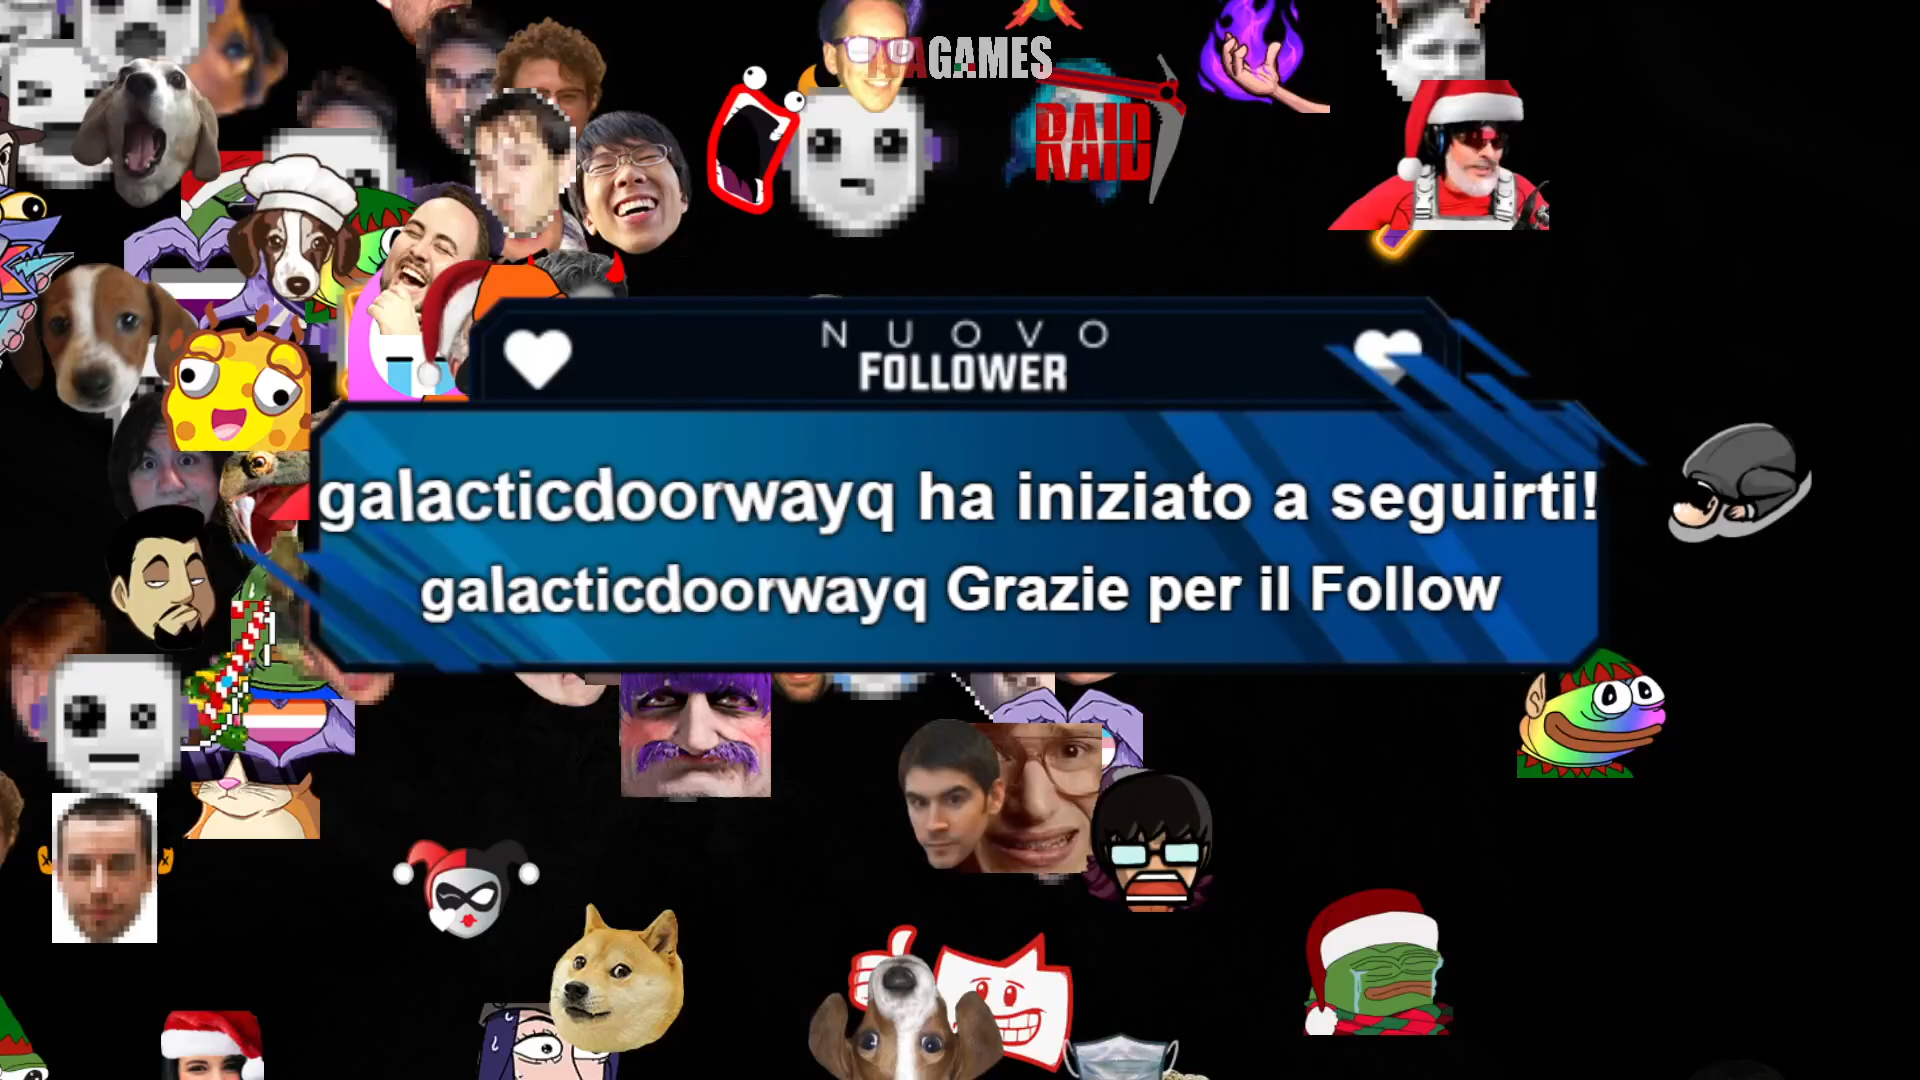 GAMES
RAID
NUOVO
FOLLOWER
galacticdoorwayq ha iniziato a seguirti!
galacticdoorwayq Grazie per il Follow